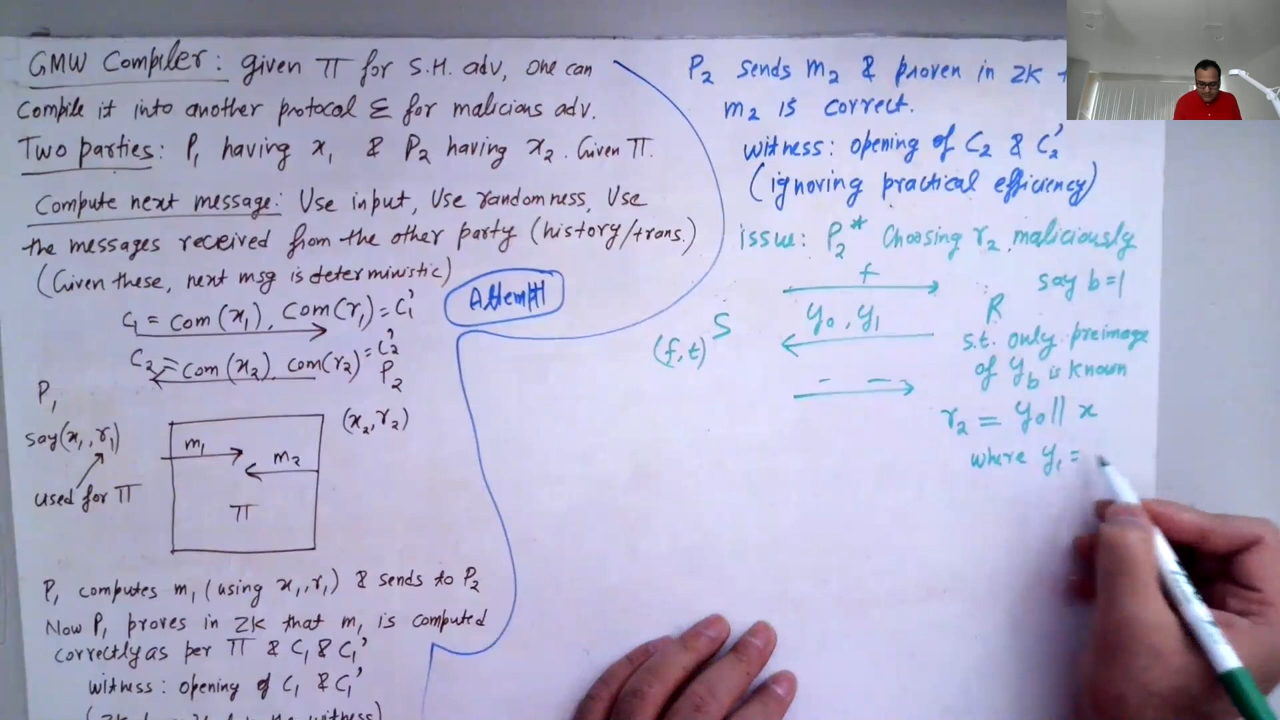 GMW Compiler: given Π for S.H. adv, one can
compile it into another protocol Σ for malicious adv.
Two parties: P₁ having x₁ & P₂ having x₂. Given Π.
Compute next message: Use input, Use randomness, Use
the messages received from the other party (history/trans.)
(Given these, next msg is deterministic)
C₁ = Com(x₁), Com(r₁) = C₁'
C₂ = Com(x₂), Com(r₂) = C₂'
P₁
P₂
say (x₁, r₁)
(x₂, r₂)
used for Π
m₁
m₂
Π
P₁ computes m₁ (using x₁, r₁) & sends to P₂
Now P₁ proves in ZK that m₁ is computed
correctly as per Π & C₁ & C₁'
witness: opening of C₁ & C₁'
witness)
Attempt 1
P₂ sends m₂ & proven in ZK
m₂ is correct.
witness: opening of C₂ & C₂'
(ignoring practical efficiency)
issue: P₂* Choosing r₂ maliciously
f
say b=1
S
y₀, y₁
R
(f,t)
s.t. only preimage
of y_b is known
r₂ = y₀ || x
where y₁ =